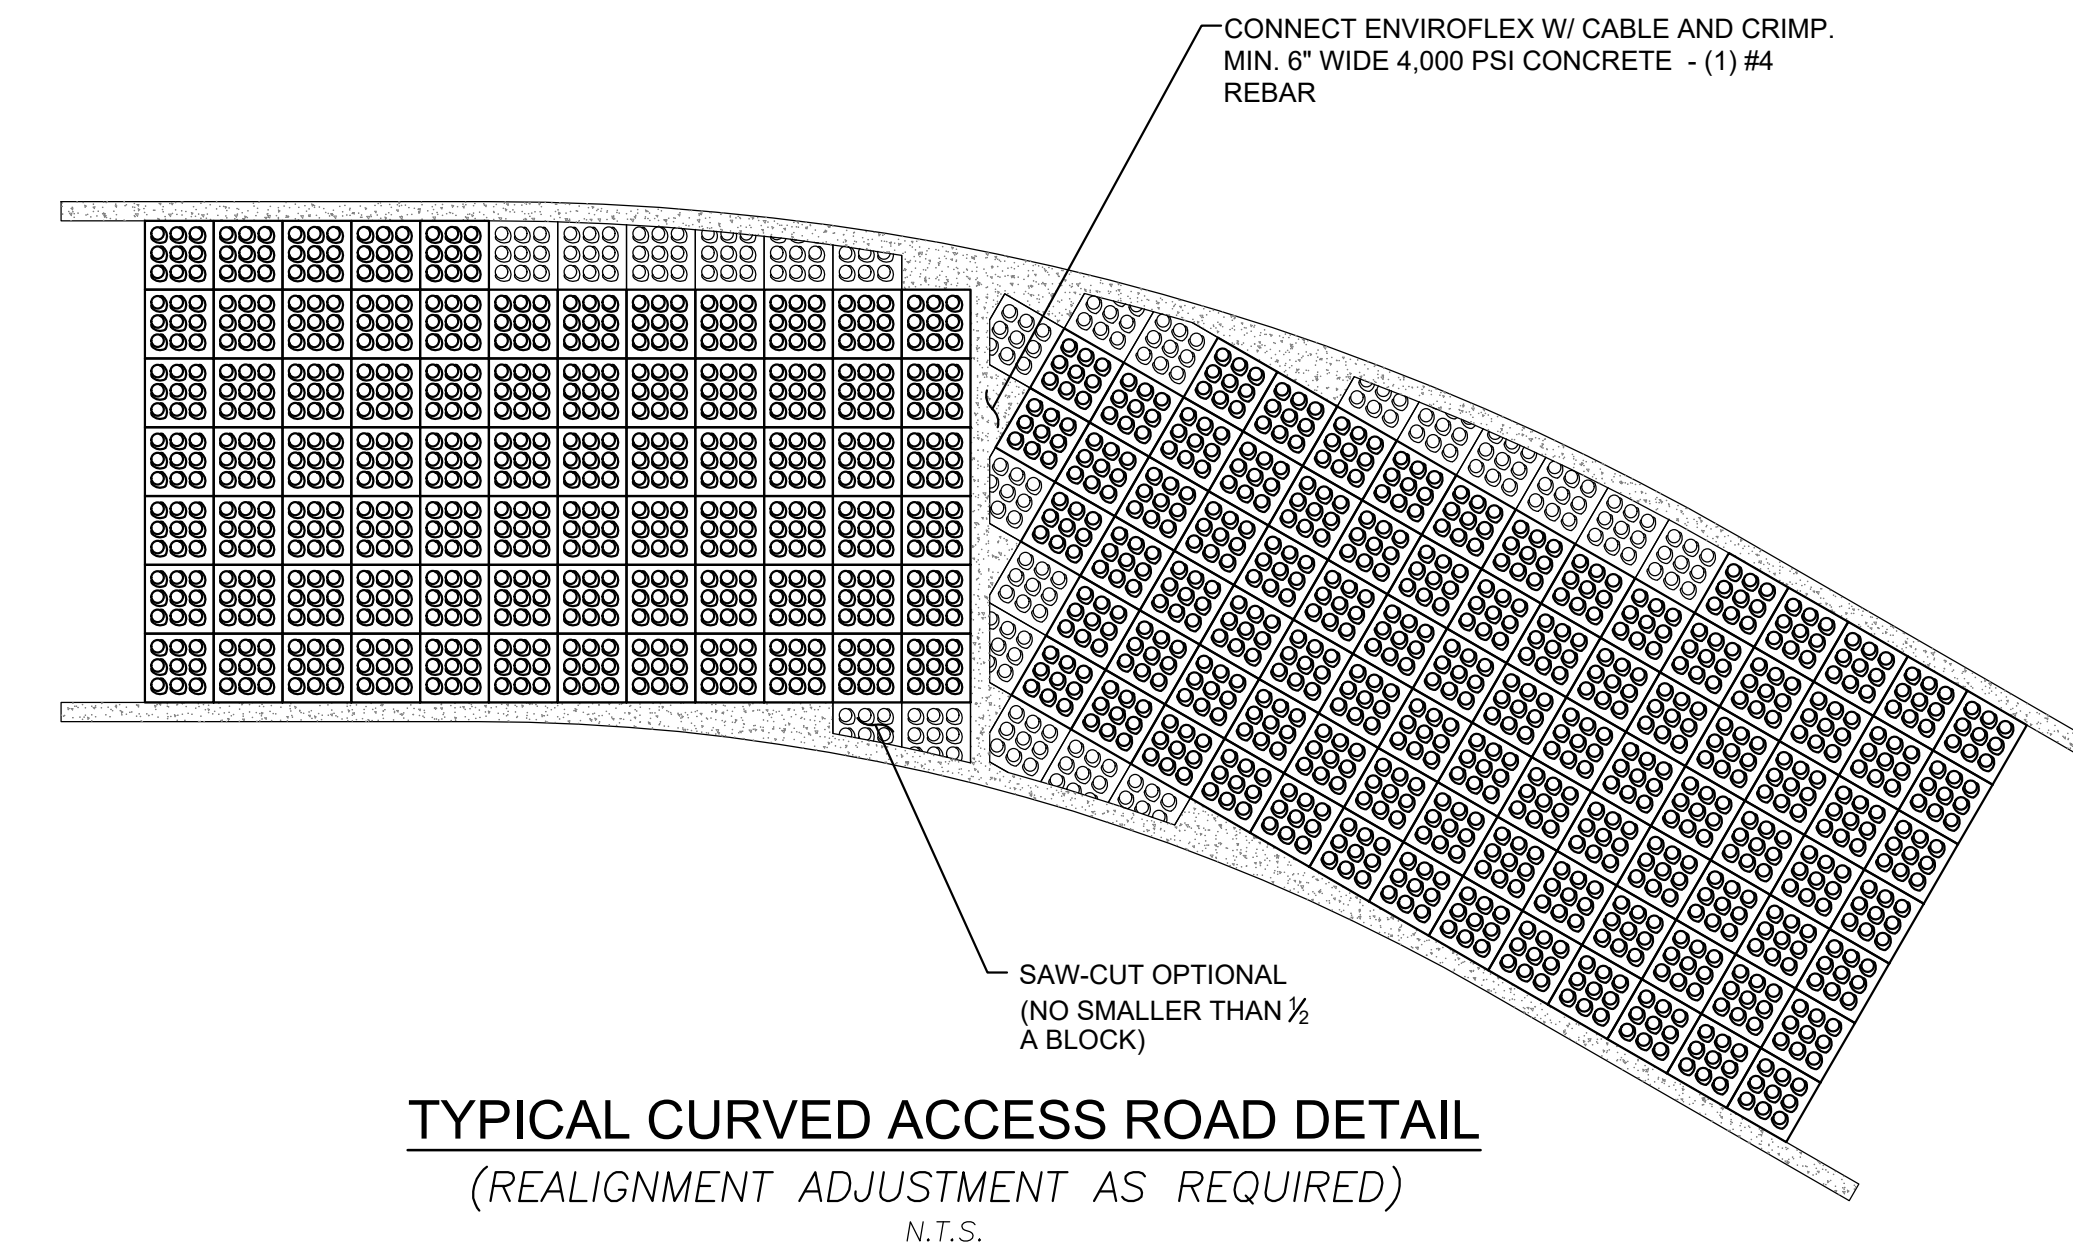 CONNECT ENVIROFLEX W/ CABLE AND CRIMP.
MIN. 6" WIDE 4,000 PSI CONCRETE - (1) #4
REBAR
SAW-CUT OPTIONAL
(NO SMALLER THAN ½
A BLOCK)
TYPICAL CURVED ACCESS ROAD DETAIL
(REALIGNMENT ADJUSTMENT AS REQUIRED)
N.T.S.